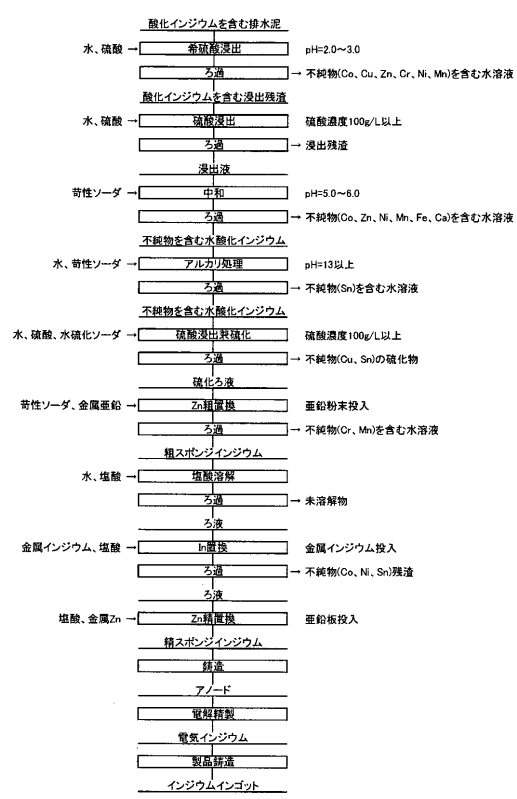 酸化インジウムを含む排水泥
水、硫酸→ 希硫酸浸出 pH=2.0～3.0
ろ過 → 不純物(Co、Cu、Zn、Cr、Ni、Mn)を含む水溶液
酸化インジウムを含む浸出残渣
水、硫酸→ 硫酸浸出 硫酸濃度100g/L以上
ろ過 → 浸出残渣
浸出液
苛性ソーダ → 中和 pH=5.0～6.0
ろ過 → 不純物(Co、Zn、Ni、Mn、Fe、Ca)を含む水溶液
不純物を含む水酸化インジウム
水、苛性ソーダ→ アルカリ処理 pH=13以上
ろ過 → 不純物(Sn)を含む水溶液
不純物を含む水酸化インジウム
水、硫酸、水硫化ソーダ→ 硫酸浸出兼硫化 硫酸濃度100g/L以上
ろ過 → 不純物(Cu、Sn)の硫化物
硫化ろ液
苛性ソーダ、金属亜鉛→ Zn粗置換 亜鉛粉末投入
ろ過 → 不純物(Cr、Mn)を含む水溶液
粗スポンジインジウム
水、塩酸→ 塩酸溶解
ろ過 → 未溶解物
ろ液
金属インジウム、塩酸→ In置換 金属インジウム投入
ろ過 → 不純物(Co、Ni、Sn)残渣
ろ液
塩酸、金属Zn→ Zn精置換 亜鉛板投入
精スポンジインジウム
鋳造
アノード
電解精製
電気インジウム
製品鋳造
インジウムインゴット